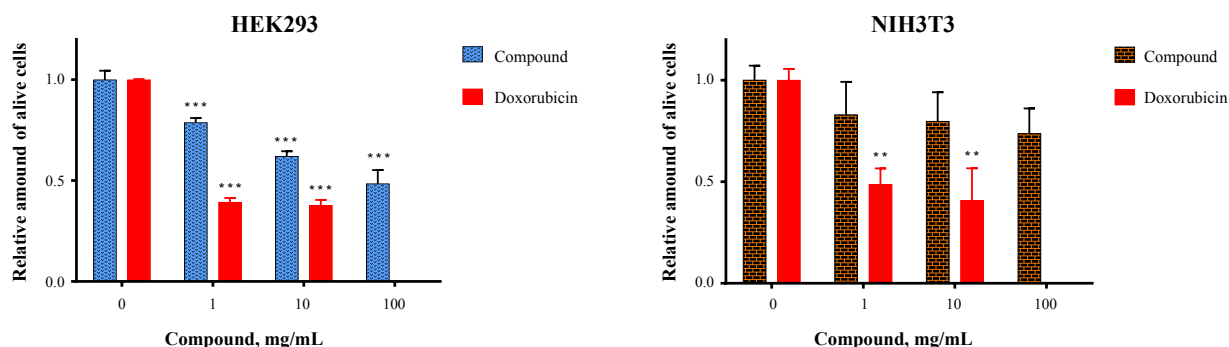 HEK293
Relative amount of alive cells
1.0
0.5
0.0
***
***
***
***
***
0
1
10
100
Compound, mg/mL
Compound
Doxorubicin
NIH3T3
Relative amount of alive cells
1.0
0.5
0.0
**
**
0
1
10
100
Compound, mg/mL
Compound
Doxorubicin